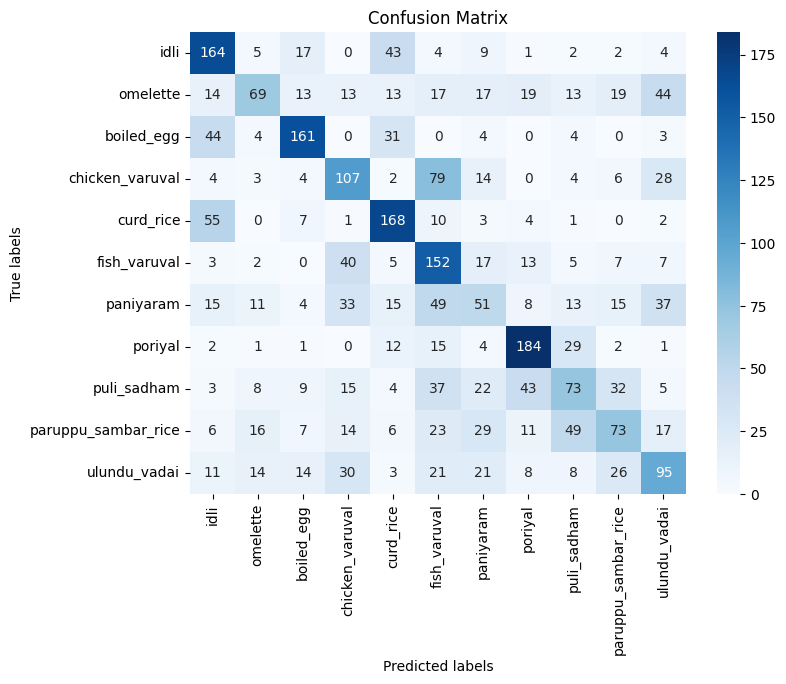 Confusion Matrix
True labels
idli 164 5 17 0 43 4 9 1 2 2 4
omelette 14 69 13 13 13 17 17 19 13 19 44
boiled_egg 44 4 161 0 31 0 4 0 4 0 3
chicken_varuval 4 3 4 107 2 79 14 0 4 6 28
curd_rice 55 0 7 1 168 10 3 4 1 0 2
fish_varuval 3 2 0 40 5 152 17 13 5 7 7
paniyaram 15 11 4 33 15 49 51 8 13 15 37
poriyal 2 1 1 0 12 15 4 184 29 2 1
puli_sadham 3 8 9 15 4 37 22 43 73 32 5
paruppu_sambar_rice 6 16 7 14 6 23 29 11 49 73 17
ulundu_vadai 11 14 14 30 3 21 21 8 8 26 95
idli omelette boiled_egg chicken_varuval curd_rice fish_varuval paniyaram poriyal puli_sadham paruppu_sambar_rice ulundu_vadai
Predicted labels
175
150
125
100
75
50
25
0